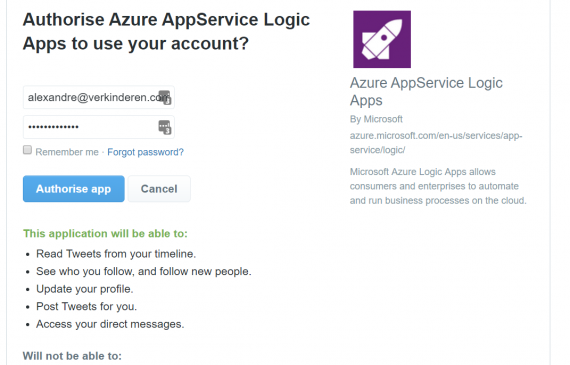 Authorise Azure AppService Logic
Apps to use your account?
alexandre@verkinderen.com
•••••••••••••
Remember me · Forgot password?
Authorise app
Cancel
This application will be able to:
• Read Tweets from your timeline.
• See who you follow, and follow new people.
• Update your profile.
• Post Tweets for you.
• Access your direct messages.
Will not be able to:
Azure AppService Logic
Apps
By Microsoft
azure.microsoft.com/en-us/services/app-
service/logic/
Microsoft Azure Logic Apps allows
consumers and enterprises to automate
and run business processes on the cloud.